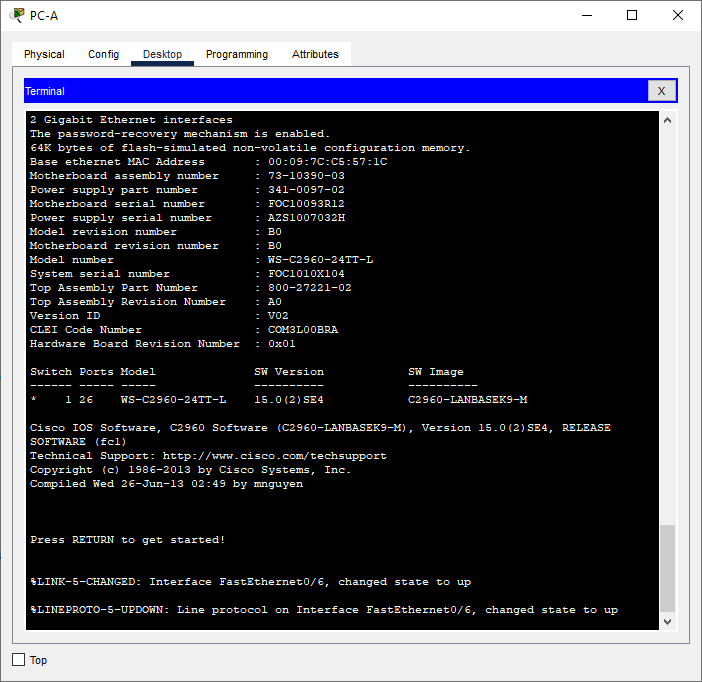 PC-A
Physical Config Desktop Programming Attributes
Terminal X
2 Gigabit Ethernet interfaces
The password-recovery mechanism is enabled.
64K bytes of flash-simulated non-volatile configuration memory.
Base ethernet MAC Address : 00:09:7C:C5:57:1C
Motherboard assembly number : 73-10390-03
Power supply part number : 341-0097-02
Motherboard serial number : FOC10093R12
Power supply serial number : AZS1007032H
Model revision number : B0
Motherboard revision number : B0
Model number : WS-C2960-24TT-L
System serial number : FOC1010X104
Top Assembly Part Number : 800-27221-02
Top Assembly Revision Number : A0
Version ID : V02
CLEI Code Number : COM3L00BRA
Hardware Board Revision Number : 0x01
Switch Ports Model SW Version SW Image
------ ----- ----- ---------- ----------
* 1 26 WS-C2960-24TT-L 15.0(2)SE4 C2960-LANBASEK9-M
Cisco IOS Software, C2960 Software (C2960-LANBASEK9-M), Version 15.0(2)SE4, RELEASE
SOFTWARE (fc1)
Technical Support: http://www.cisco.com/techsupport
Copyright (c) 1986-2013 by Cisco Systems, Inc.
Compiled Wed 26-Jun-13 02:49 by mnguyen
Press RETURN to get started!
%LINK-5-CHANGED: Interface FastEthernet0/6, changed state to up
%LINEPROTO-5-UPDOWN: Line protocol on Interface FastEthernet0/6, changed state to up
Top